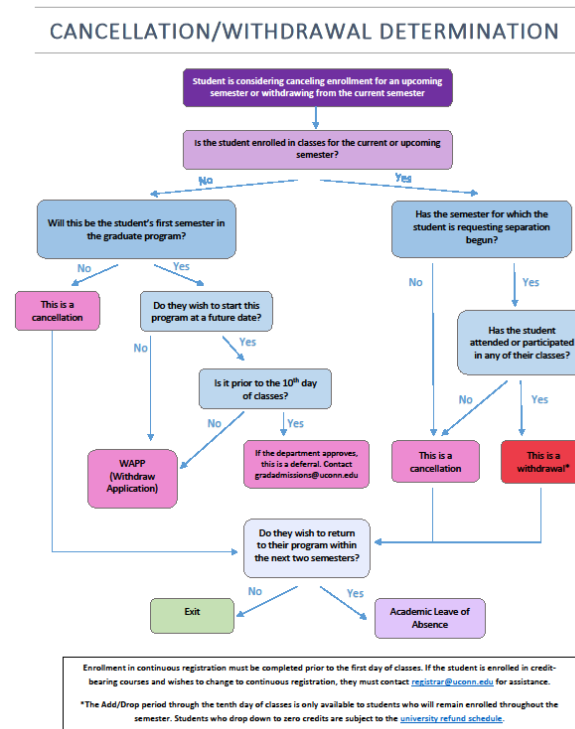 CANCELLATION/WITHDRAWAL DETERMINATION
Student is considering canceling enrollment for an upcoming
semester or withdrawing from the current semester
Is the student enrolled in classes for the current or upcoming
semester?
No
Yes
Will this be the student's first semester in
the graduate program?
Has the semester for which the
student is requesting separation
begun?
No
Yes
No
Yes
This is a
cancellation
Do they wish to start this
program at a future date?
Has the student
attended or participated
in any of their classes?
No
Yes
Is it prior to the 10th day
of classes?
No
Yes
No
Yes
WAPP
(Withdraw
Application)
If the department approves,
this is a deferral. Contact
gradadmissions@uconn.edu
This is a
cancellation
This is a
withdrawal*
Do they wish to return
to their program within
the next two semesters?
No
Yes
Exit
Academic Leave of
Absence
Enrollment in continuous registration must be completed prior to the first day of classes. If the student is enrolled in credit-
bearing courses and wishes to change to continuous registration, they must contact registrar@uconn.edu for assistance.
*The Add/Drop period through the tenth day of classes is only available to students who will remain enrolled throughout the
semester. Students who drop down to zero credits are subject to the university refund schedule.